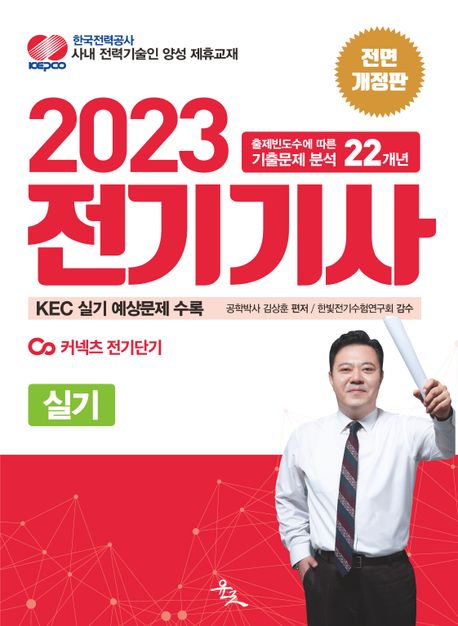 KEPCO
한국전력공사
사내 전력기술인 양성 제휴교재
전면
개정판
2023
출제빈도수에 따른
기출문제 분석 22개년
전기기사
KEC 실기 예상문제 수록
공학박사 김상훈 편저 / 한빛전기수험연구회 감수
커넥츠 전기단기
실기
윤조